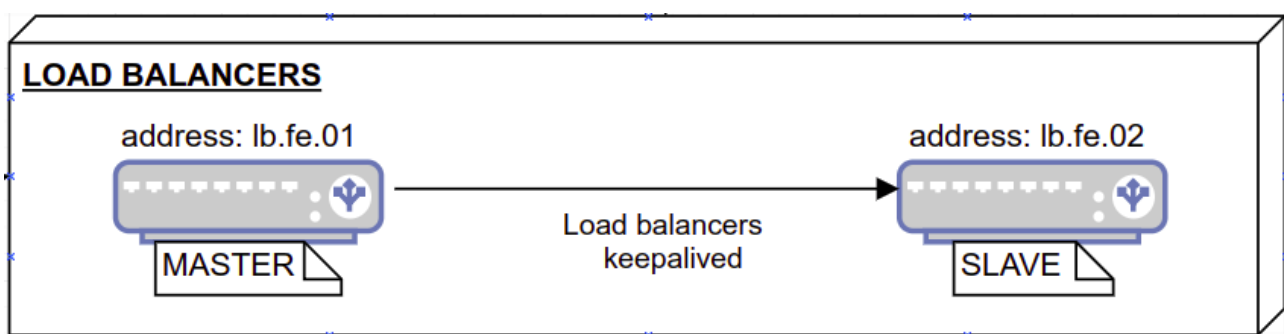 LOAD BALANCERS
address: lb.fe.01
address: lb.fe.02
Load balancers
keepalived
MASTER
SLAVE